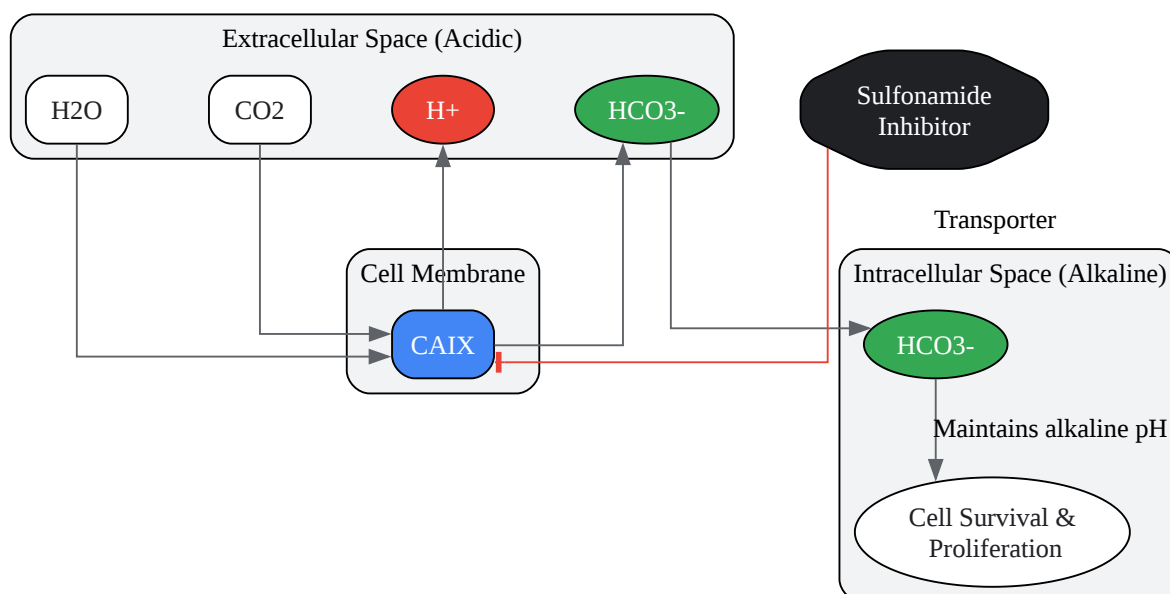 Extracellular Space (Acidic)
H2O
CO2
H+
HCO3-
Sulfonamide
Inhibitor
Transporter
Cell Membrane
CAIX
Intracellular Space (Alkaline)
HCO3-
Maintains alkaline pH
Cell Survival &
Proliferation